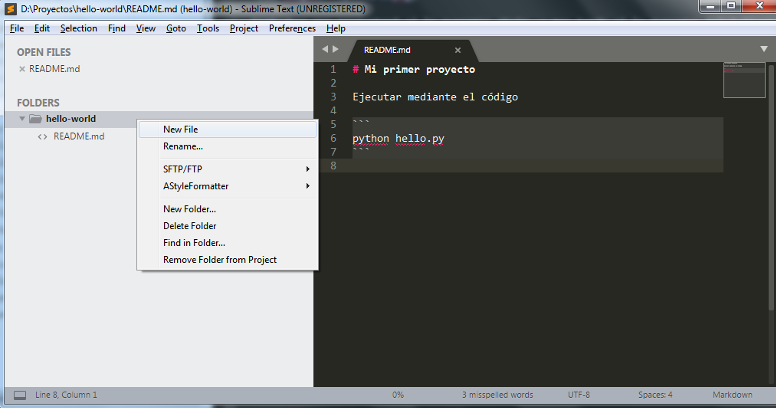 D:\Proyectos\hello-world\README.md (hello-world) - Sublime Text (UNREGISTERED)
File Edit Selection Find View Goto Tools Project Preferences Help
OPEN FILES
README.md
FOLDERS
hello-world
README.md
New File
Rename...
SFTP/FTP
AStyleFormatter
New Folder...
Delete Folder
Find in Folder...
Remove Folder from Project
README.md
1 # Mi primer proyecto
2
3 Ejecutar mediante el código
4
5 ```
6 python hello.py
7 ```
8
Line 8, Column 1 0% 3 misspelled words UTF-8 Spaces: 4 Markdown